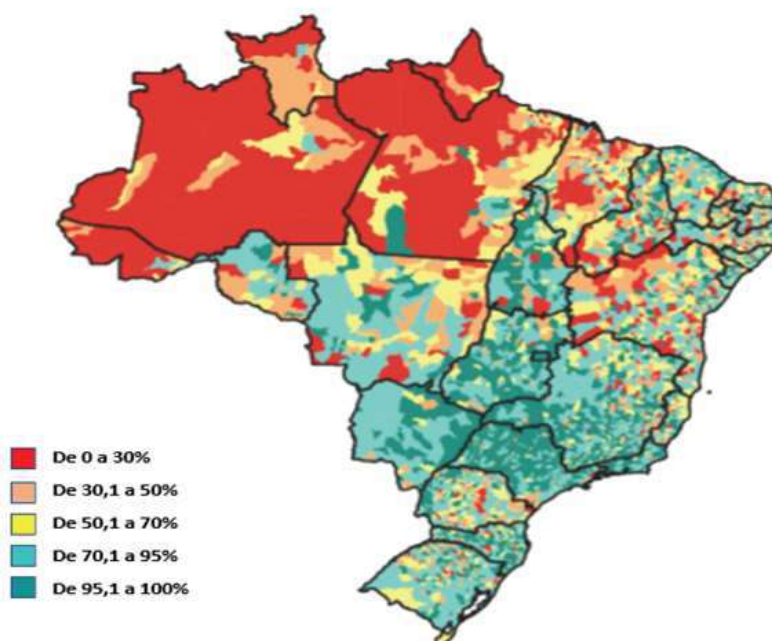 De 0 a 30%
De 30,1 a 50%
De 50,1 a 70%
De 70,1 a 95%
De 95,1 a 100%